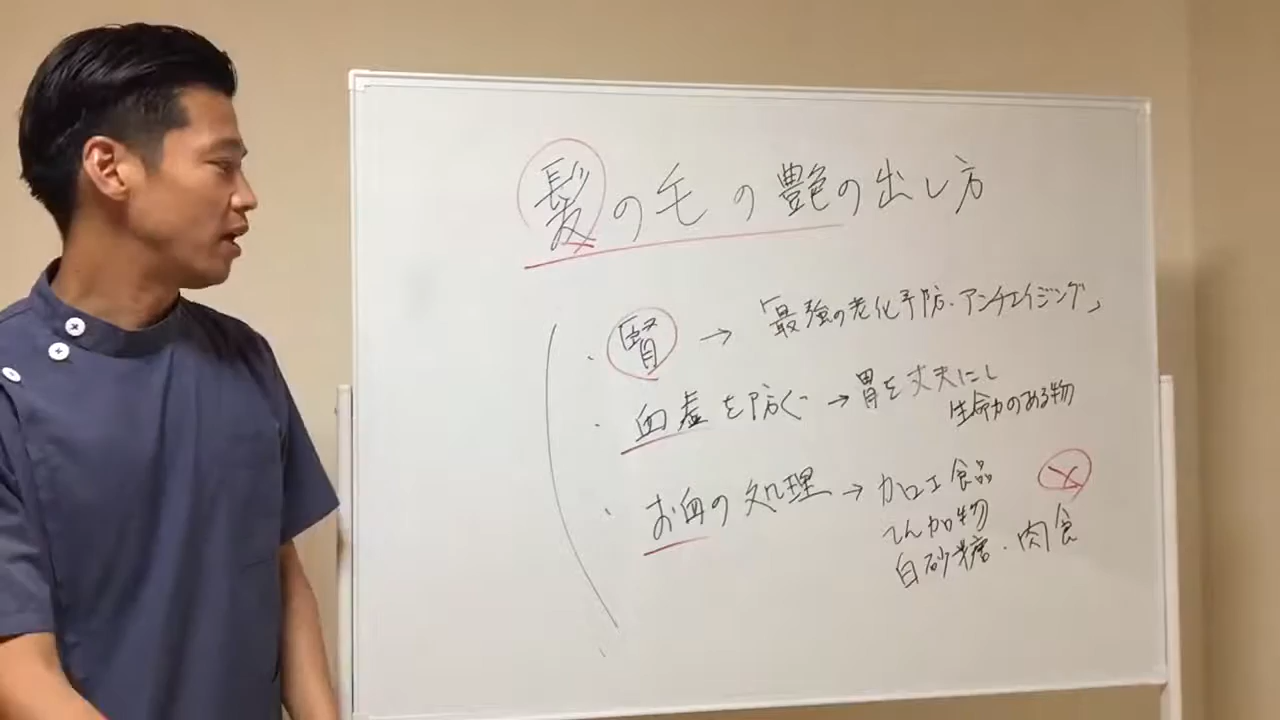 髪の毛の艶の出し方
・腎→「最強の老化予防・アンチエイジング」
・血虚を防ぐ→胃を丈夫にし
生命力のある物
・お血の処理→加工食品 ×
てんか物
白砂糖・肉食